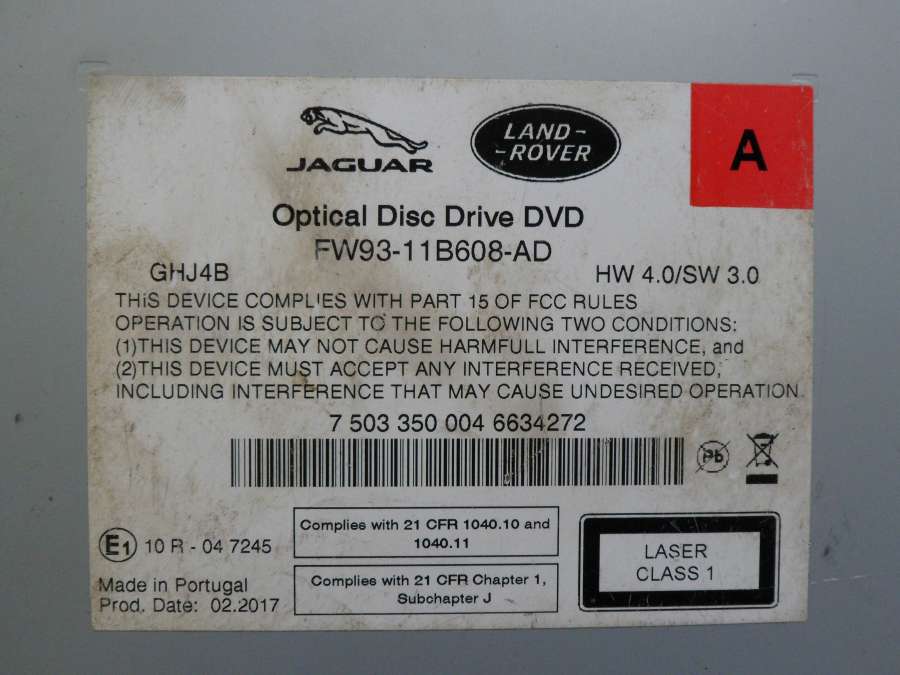 JAGUAR
LAND-
-ROVER
A
Optical Disc Drive DVD
FW93-11B608-AD
GHJ4B
HW 4.0/SW 3.0
THiS DEVICE COMPLIES WITH PART 15 OF FCC RULES
OPERATION IS SUBJECT TO THE FOLLOWING TWO CONDITIONS:
(1)THIS DEVICE MAY NOT CAUSE HARMFULL INTERFERENCE, and
(2)THIS DEVICE MUST ACCEPT ANY INTERFERENCE RECEIVED,
INCLUDING INTERFERENCE THAT MAY CAUSE UNDESIRED OPERATION
7 503 350 004 6634272
Pb
E1 10 R - 04 7245
Complies with 21 CFR 1040.10 and
1040.11
Complies with 21 CFR Chapter 1,
Subchapter J
LASER
CLASS 1
Made in Portugal
Prod. Date: 02.2017